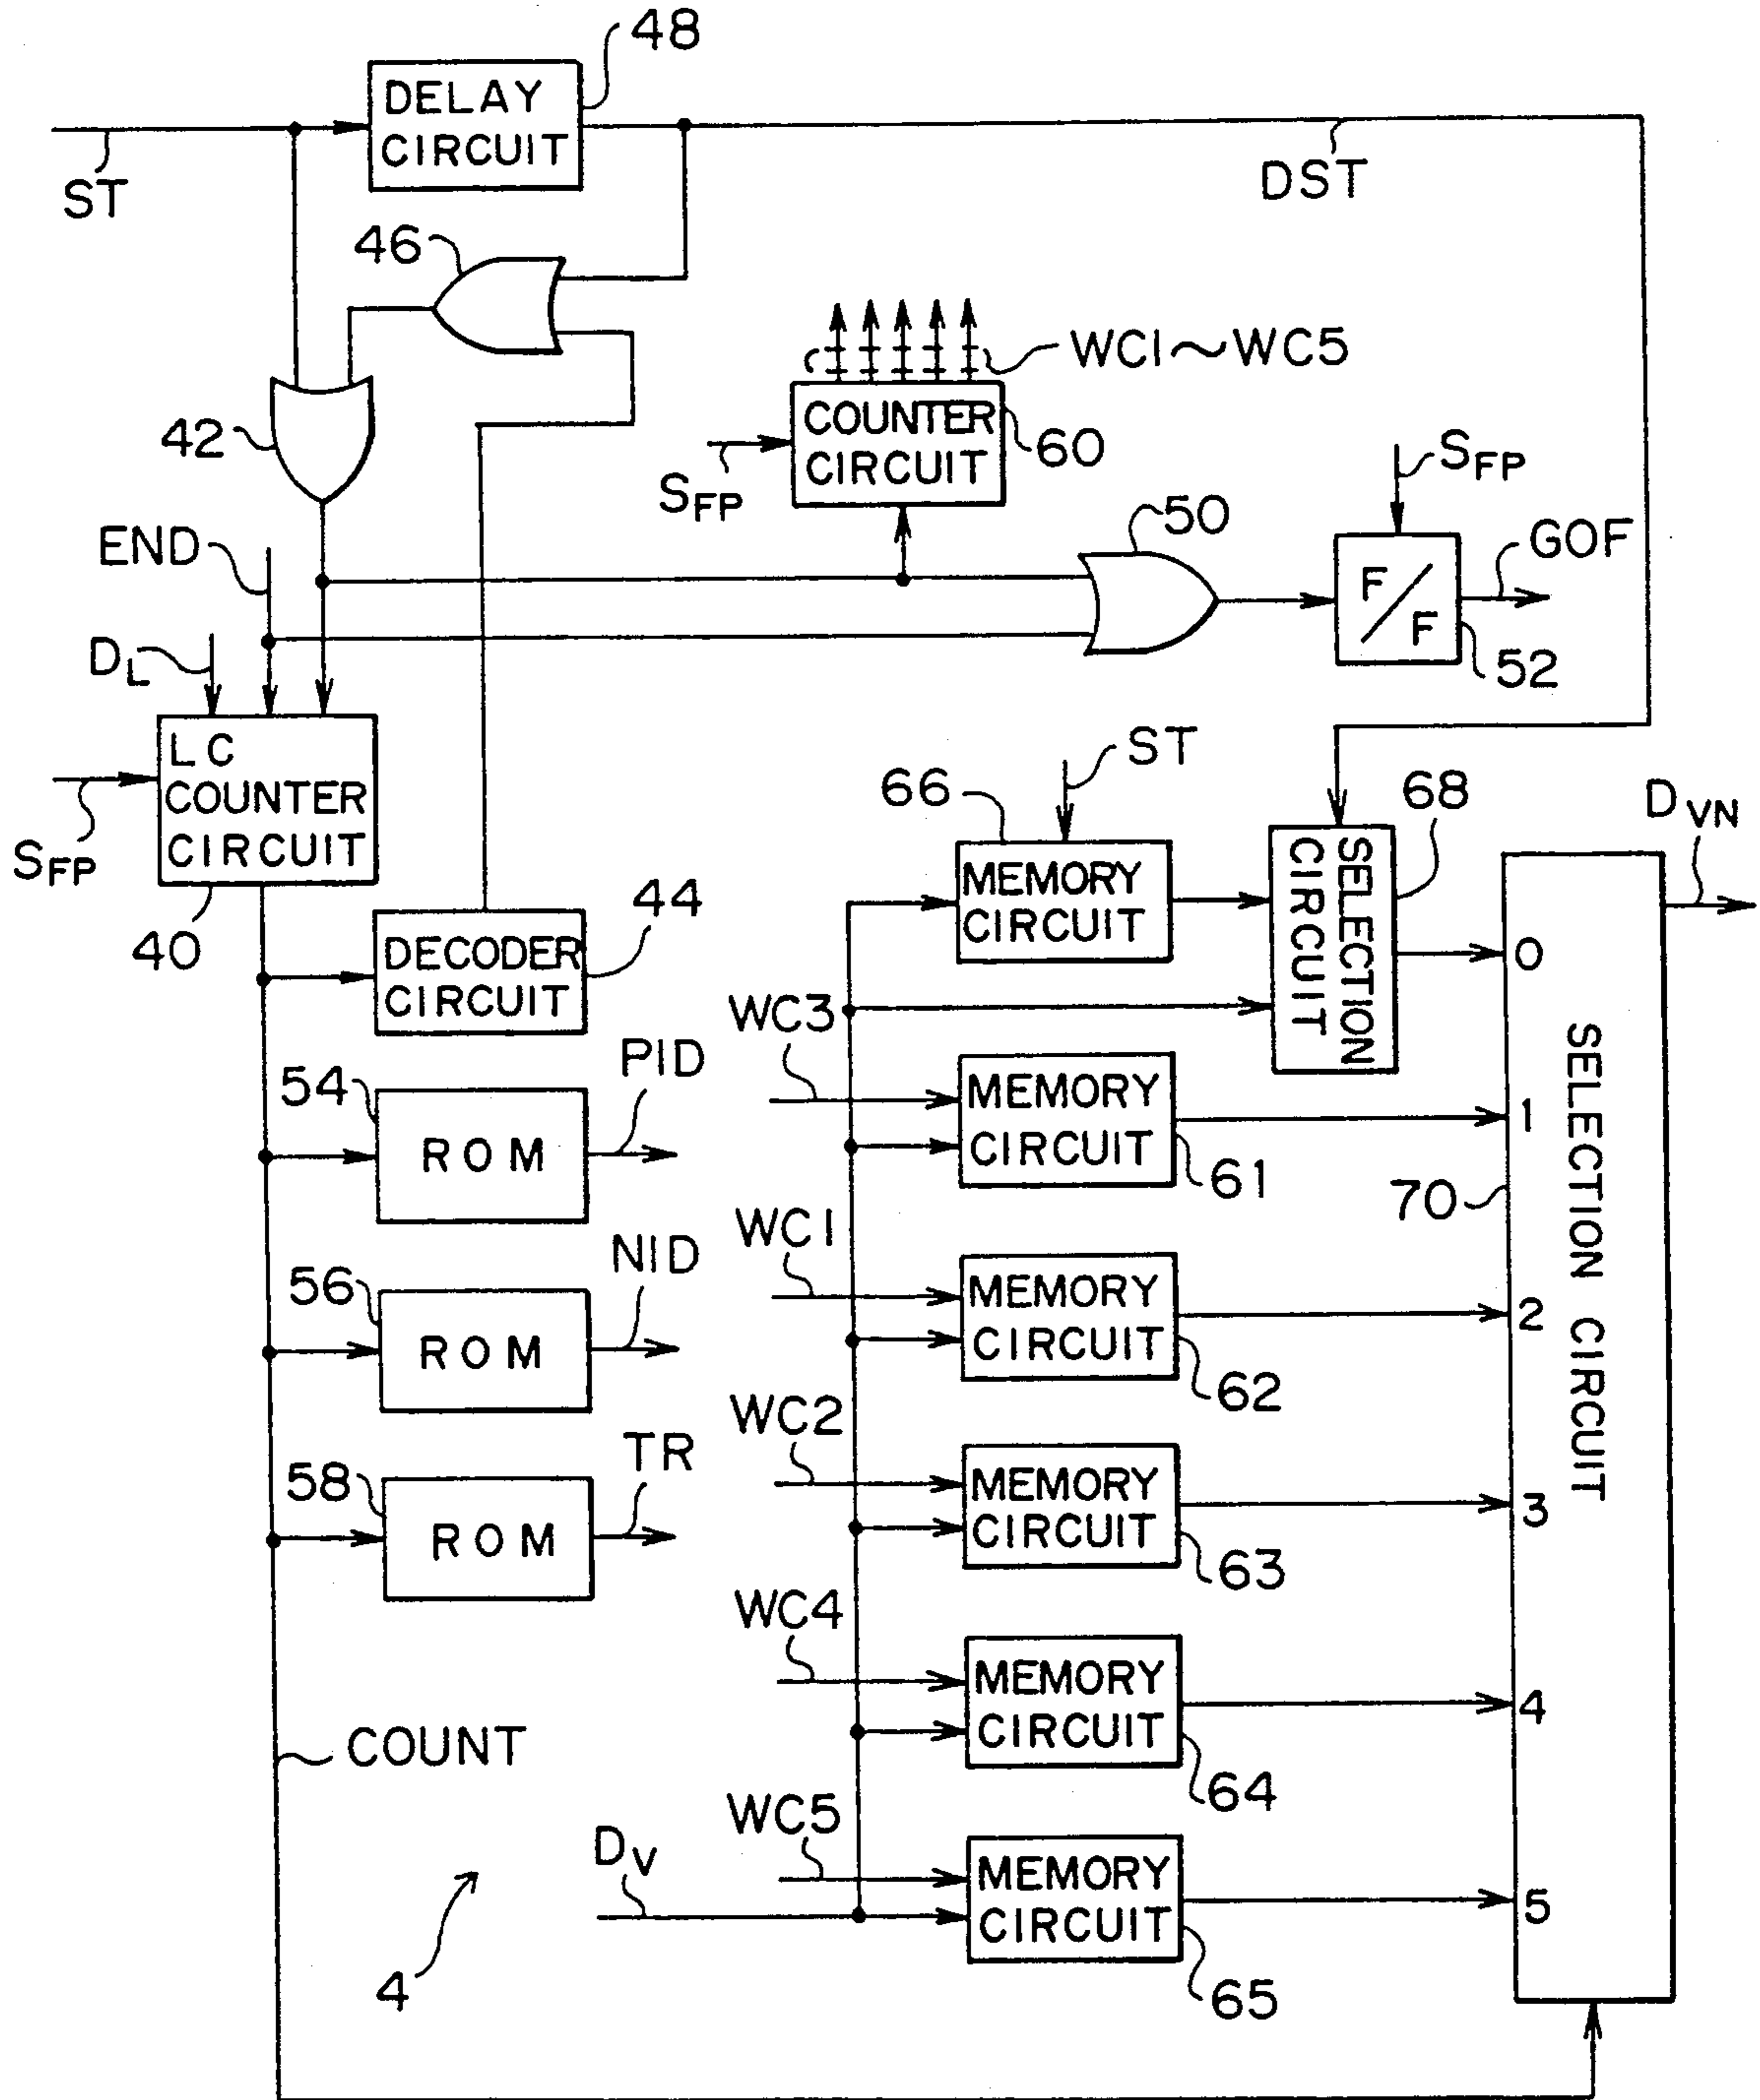 48
DELAY
CIRCUIT
ST
DST
46
WC1~WC5
COUNTER
CIRCUIT
60
42
SFP
SFP
END
50
GOF
F/F
52
DL
LC
COUNTER
CIRCUIT
SFP
40
ST
66
68
DVN
MEMORY
CIRCUIT
SELECTION
CIRCUIT
44
DECODER
CIRCUIT
0
WC3
PID
54
ROM
MEMORY
CIRCUIT
61
1
70
SELECTION CIRCUIT
WC1
NID
56
ROM
MEMORY
CIRCUIT
62
2
WC2
TR
58
ROM
MEMORY
CIRCUIT
63
3
WC4
MEMORY
CIRCUIT
64
4
COUNT
WC5
DV
MEMORY
CIRCUIT
65
5
4